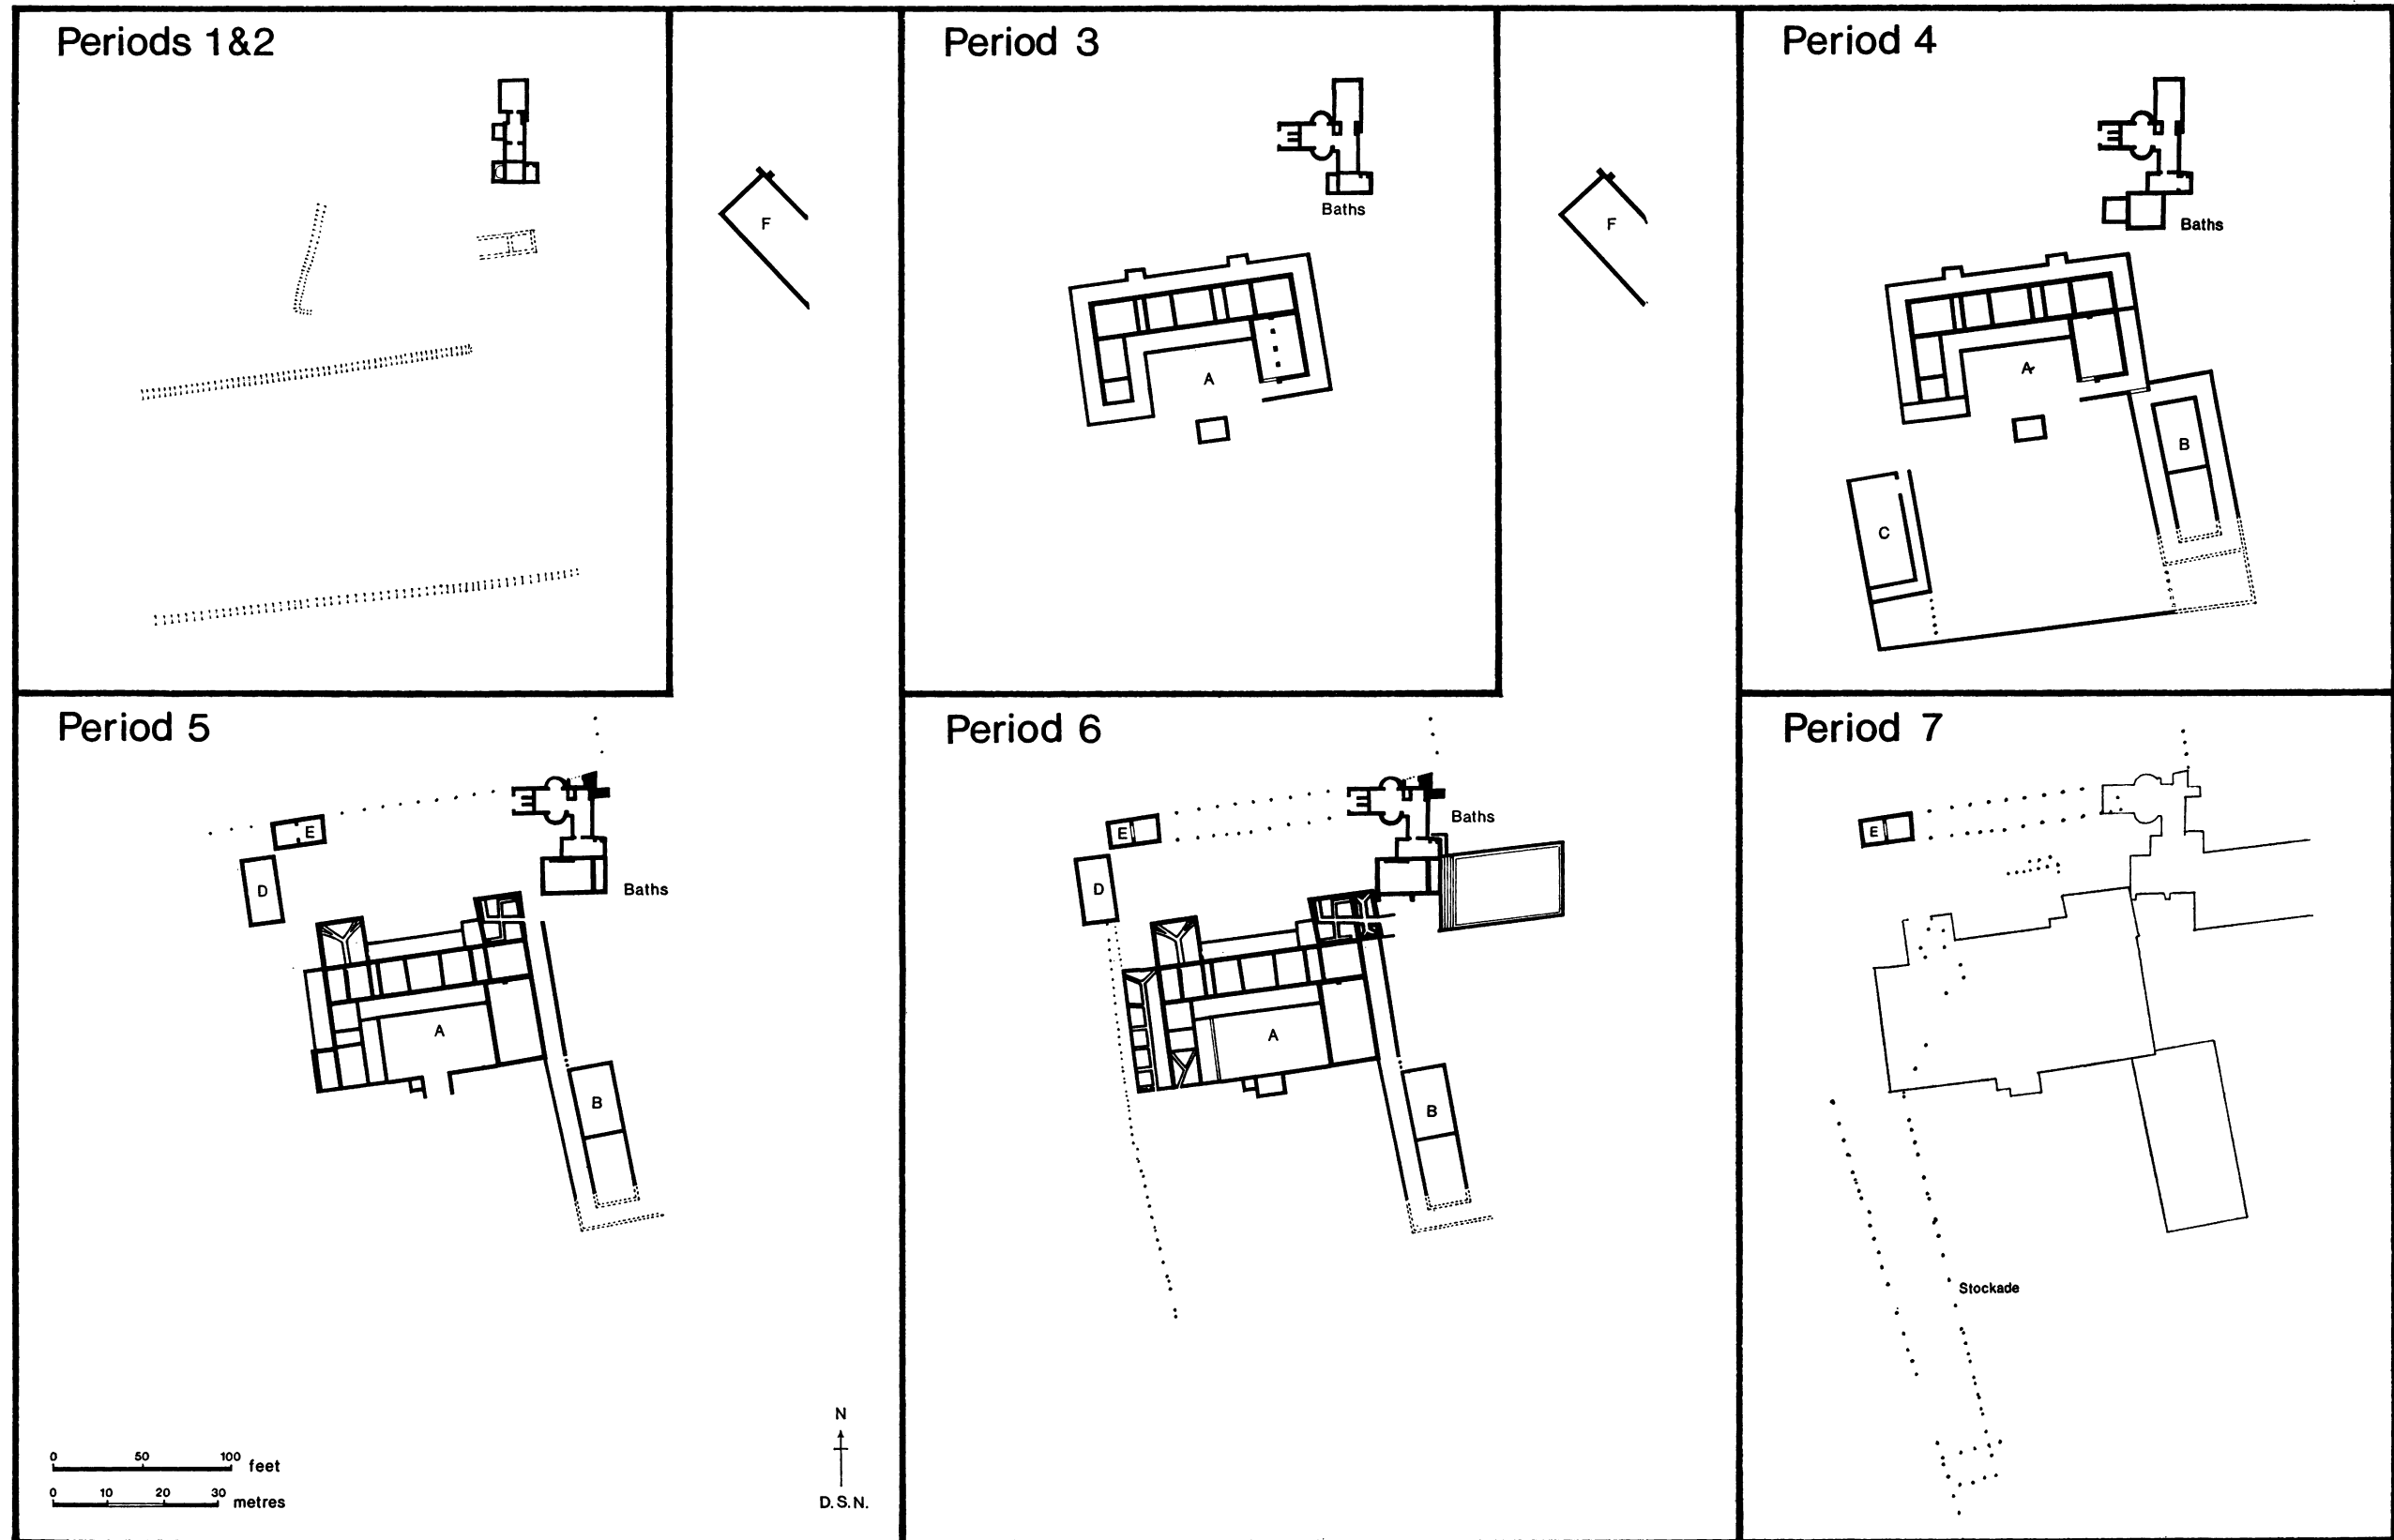 Periods 1&2
F
Period 3
Baths
A
F
Period 4
Baths
A
B
C
Period 5
E
D
Baths
A
B
0 50 100 feet
0 10 20 30 metres
N
D.S.N.
Period 6
Baths
E
D
A
B
Period 7
E
Stockade